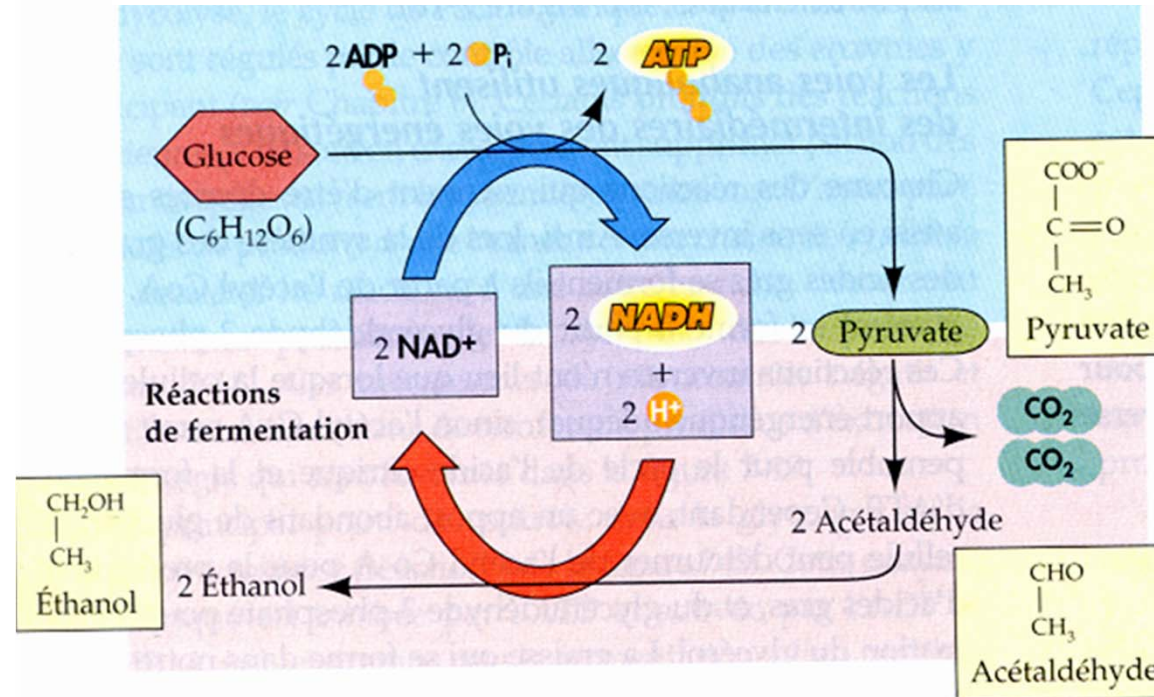 2 ADP + 2 Pi 2 ATP
Glucose
(C₆H₁₂O₆)
COO⁻
C=O
CH₃
Pyruvate
2 NAD⁺
2 NADH
+
2 H⁺
2 Pyruvate
Réactions
de fermentation
CO₂
CO₂
CH₂OH
CH₃
Éthanol
2 Éthanol
2 Acétaldéhyde
CHO
CH₃
Acétaldéhyde